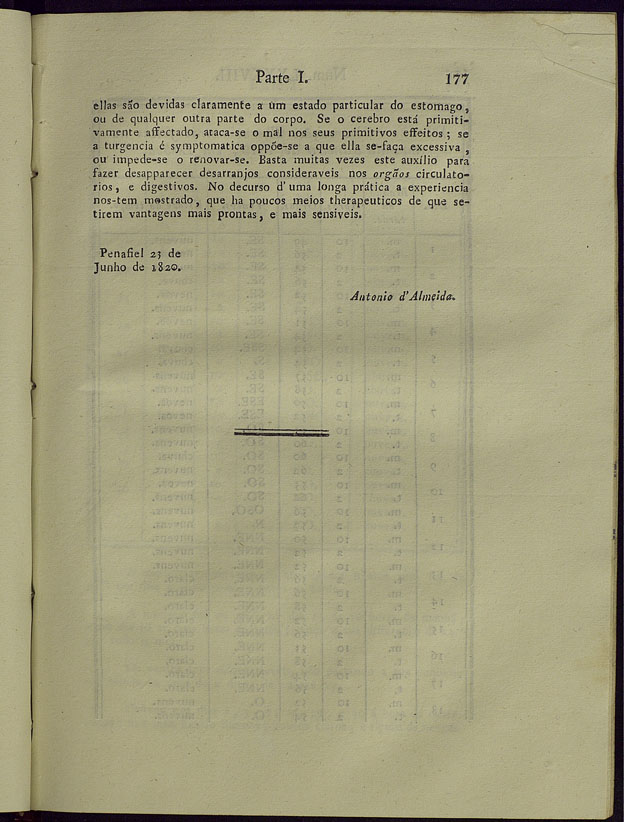 Parte I. 177
ellas são devidas claramente a um estado particular do estomago,
ou de qualquer outra parte do corpo. Se o cerebro está primiti-
vamente affectado, ataca-se o mal nos seus primitivos effeitos; se
a turgencia é symptomatica oppõe-se a que ella se-faça excessiva,
ou impede-se o renovar-se. Basta muitas vezes este auxílio para
fazer desapparecer desarranjos consideraveis nos orgãos circulato-
rios, e digestivos. No decurso d'uma longa prática a experiencia
nos-tem mostrado, que ha poucos meios therapeuticos de que se-
tirem vantagens mais prontas, e mais sensiveis.
Penafiel 23 de
Junho de 1820.
Antonio d'Almeida.